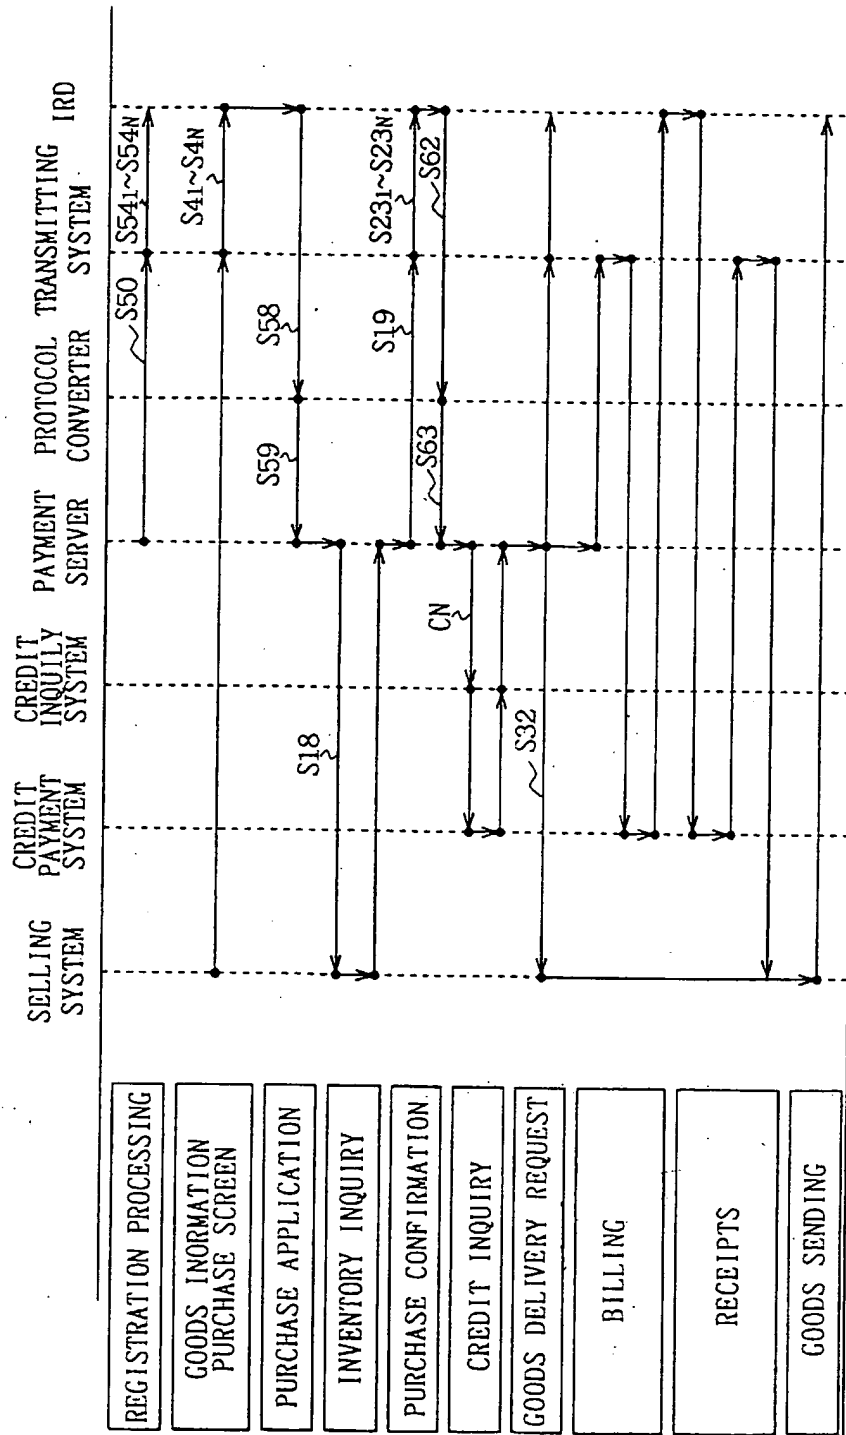 SELLING
SYSTEM
CREDIT
PAYMENT
SYSTEM
CREDIT
INQUILY
SYSTEM
PAYMENT
SERVER
PROTOCOL
CONVERTER
TRANSMITTING
SYSTEM
IRD
REGISTRATION PROCESSING
S50
S541~S54N
GOODS INORMATION
PURCHASE SCREEN
S41~S4N
PURCHASE APPLICATION
S59
S58
INVENTORY INQUIRY
S18
PURCHASE CONFIRMATION
S19
S231~S23N
S63
S62
CREDIT INQUIRY
CN
GOODS DELIVERY REQUEST
S32
BILLING
RECEIPTS
GOODS SENDING